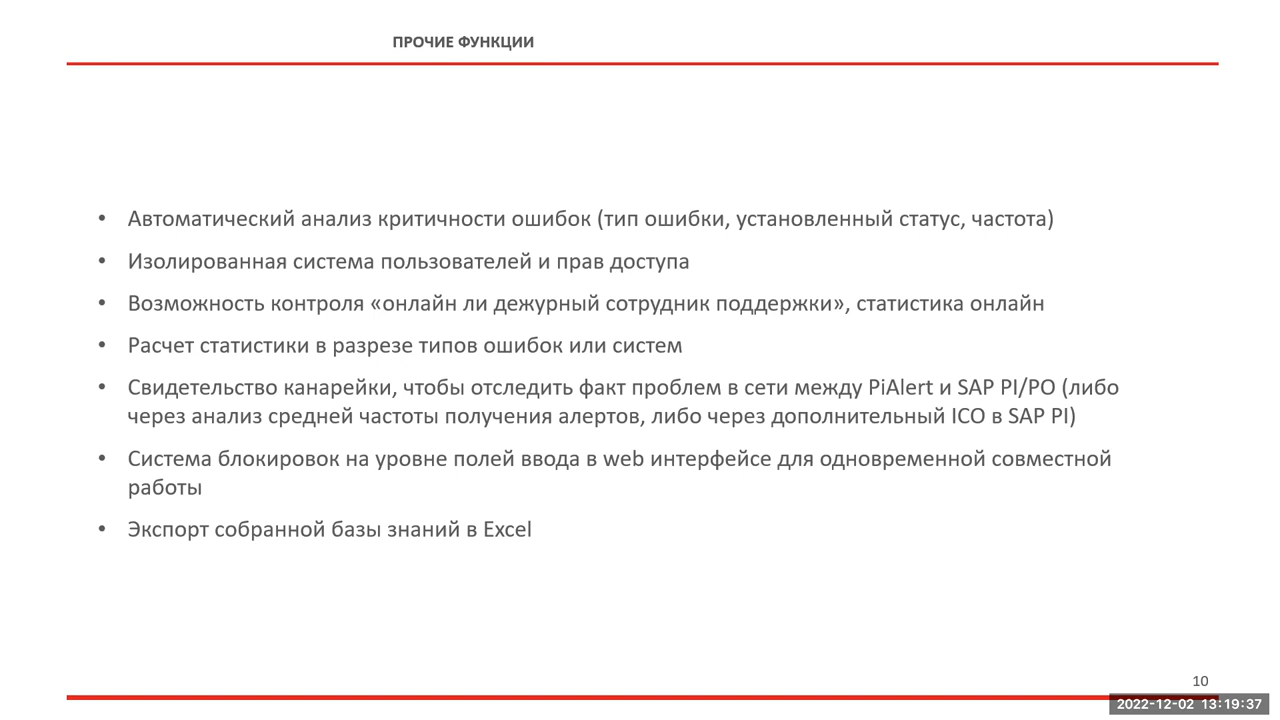 ПРОЧИЕ ФУНКЦИИ
• Автоматический анализ критичности ошибок (тип ошибки, установленный статус, частота)
• Изолированная система пользователей и прав доступа
• Возможность контроля «онлайн ли дежурный сотрудник поддержки», статистика онлайн
• Расчет статистики в разрезе типов ошибок или систем
• Свидетельство канарейки, чтобы отследить факт проблем в сети между PiAlert и SAP PI/PO (либо
через анализ средней частоты получения алертов, либо через дополнительный ICO в SAP PI)
• Система блокировок на уровне полей ввода в web интерфейсе для одновременной совместной
работы
• Экспорт собранной базы знаний в Excel
10
2022-12-02 13:19:37